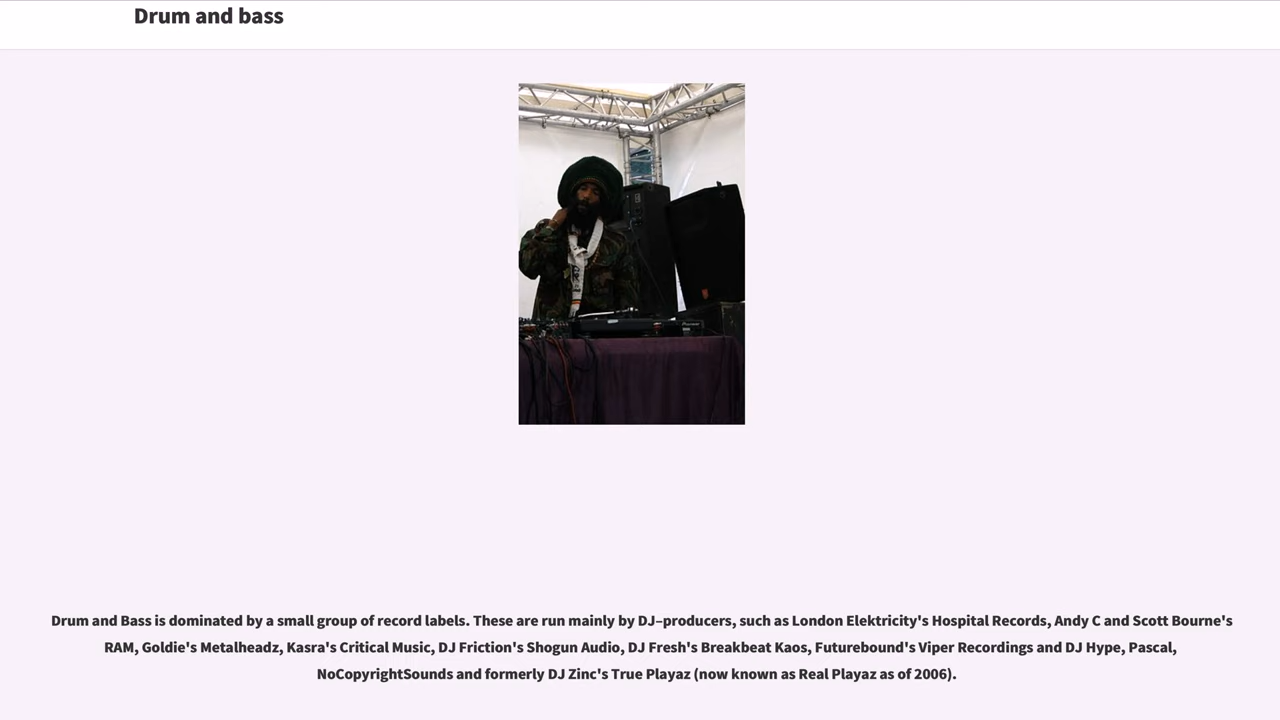 Drum and bass
Drum and Bass is dominated by a small group of record labels. These are run mainly by DJ–producers, such as London Elektricity's Hospital Records, Andy C and Scott Bourne's
RAM, Goldie's Metalheadz, Kasra's Critical Music, DJ Friction's Shogun Audio, DJ Fresh's Breakbeat Kaos, Futurebound's Viper Recordings and DJ Hype, Pascal,
NoCopyrightSounds and formerly DJ Zinc's True Playaz (now known as Real Playaz as of 2006).